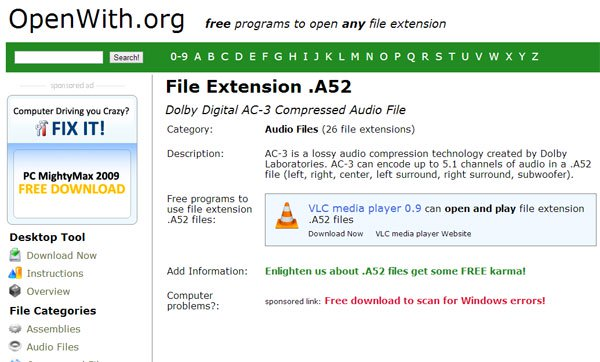 OpenWith.org free programs to open any file extension
Search! 0-9 A B C D E F G H I J K L M N O P Q R S T U V W X Y Z
sponsored ad
Computer Driving you Crazy?
FIX IT!
PC MightyMax 2009
FREE DOWNLOAD
Desktop Tool
Download Now
Instructions
Overview
File Categories
Assemblies
Audio Files
File Extension .A52
Dolby Digital AC-3 Compressed Audio File
Category: Audio Files (26 file extensions)
Description: AC-3 is a lossy audio compression technology created by Dolby
Laboratories. AC-3 can encode up to 5.1 channels of audio in a .A52
file (left, right, center, left surround, right surround, subwoofer).
Free programs to
use file extension
.A52 files:
VLC media player 0.9 can open and play file extension
.A52 files
Download Now VLC media player Website
Add Information: Enlighten us about .A52 files get some FREE karma!
Computer
problems?:
sponsored link: Free download to scan for Windows errors!